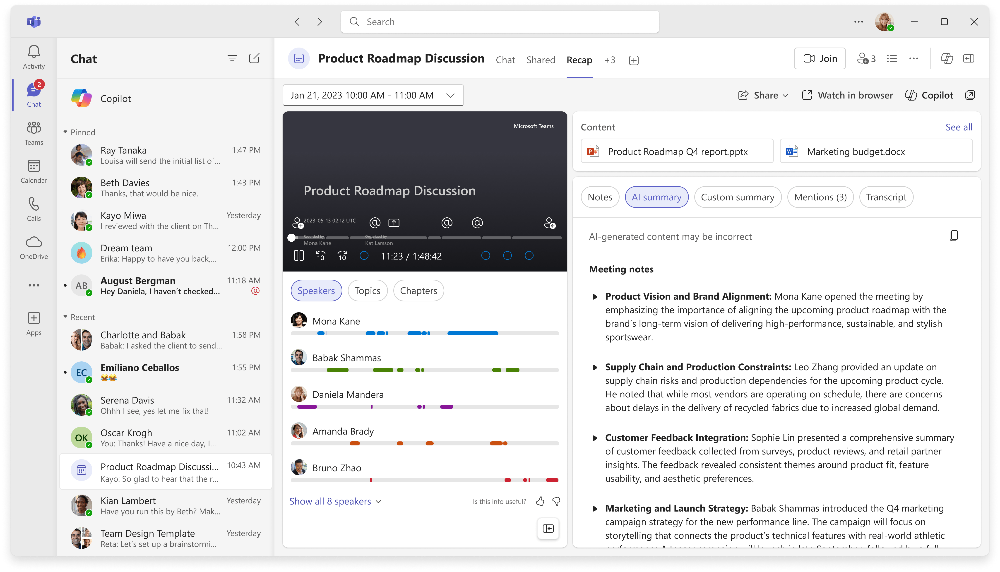 Search
Activity
2
Chat
Teams
Calendar
Calls
OneDrive
Apps
Chat
Copilot
Pinned
Ray Tanaka 1:47 PM
Louisa will send the initial list of...
Beth Davies 1:43 PM
Thanks, that would be nice.
Kayo Miwa Yesterday
I reviewed with the client on Th...
Dream team 12:00 PM
Erika: Happy to have you back,...
AB
August Bergman 11:18 AM
Hey Daniela, I haven’t checked... @
Recent
Charlotte and Babak 1:58 PM
Babak: I asked the client to send...
EC
Emiliano Ceballos 1:55 PM
😂😂
Serena Davis 11:32 AM
Ohhh I see, yes let me fix that!
OK
Oscar Krogh 11:02 AM
You: Thanks! Have a nice day, I...
Product Roadmap Discussi... 10:43 AM
Kayo: So glad to hear that the r...
Kian Lambert Yesterday
Have you run this by Beth? Mak...
Team Design Template Yesterday
Reta: Let’s set up a brainstormi...
Product Roadmap Discussion Chat Shared Recap +3
Join 3
Jan 21, 2023 10:00 AM - 11:00 AM
Share Watch in browser Copilot
Microsoft Teams
Product Roadmap Discussion
2023-05-13 02:12 UTC
@ @ @
Recorded by Organized by
Mona Kane Kat Larsson
10 10 11:23 / 1:48:42
Speakers Topics Chapters
Mona Kane
Babak Shammas
Daniela Mandera
Amanda Brady
Bruno Zhao
Show all 8 speakers Is this info useful?
Content See all
Product Roadmap Q4 report.pptx Marketing budget.docx
Notes AI summary Custom summary Mentions (3) Transcript
AI-generated content may be incorrect
Meeting notes
Product Vision and Brand Alignment: Mona Kane opened the meeting by
emphasizing the importance of aligning the upcoming product roadmap with the
brand’s long-term vision of delivering high-performance, sustainable, and stylish
sportswear.
Supply Chain and Production Constraints: Leo Zhang provided an update on
supply chain risks and production dependencies for the upcoming product cycle.
He noted that while most vendors are operating on schedule, there are concerns
about delays in the delivery of recycled fabrics due to increased global demand.
Customer Feedback Integration: Sophie Lin presented a comprehensive summary
of customer feedback collected from surveys, product reviews, and retail partner
insights. The feedback revealed consistent themes around product fit, feature
usability, and aesthetic preferences.
Marketing and Launch Strategy: Babak Shammas introduced the Q4 marketing
campaign strategy for the new performance line. The campaign will focus on
storytelling that connects the product’s technical features with real-world athletic